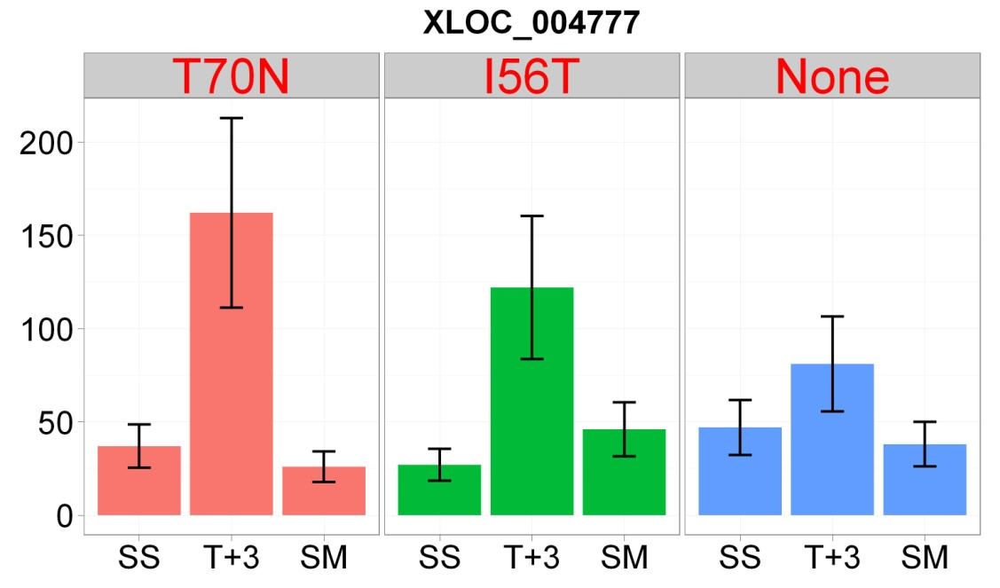 XLOC_004777
T70N I56T None
200
150
100
50
0
SS T+3 SM SS T+3 SM SS T+3 SM